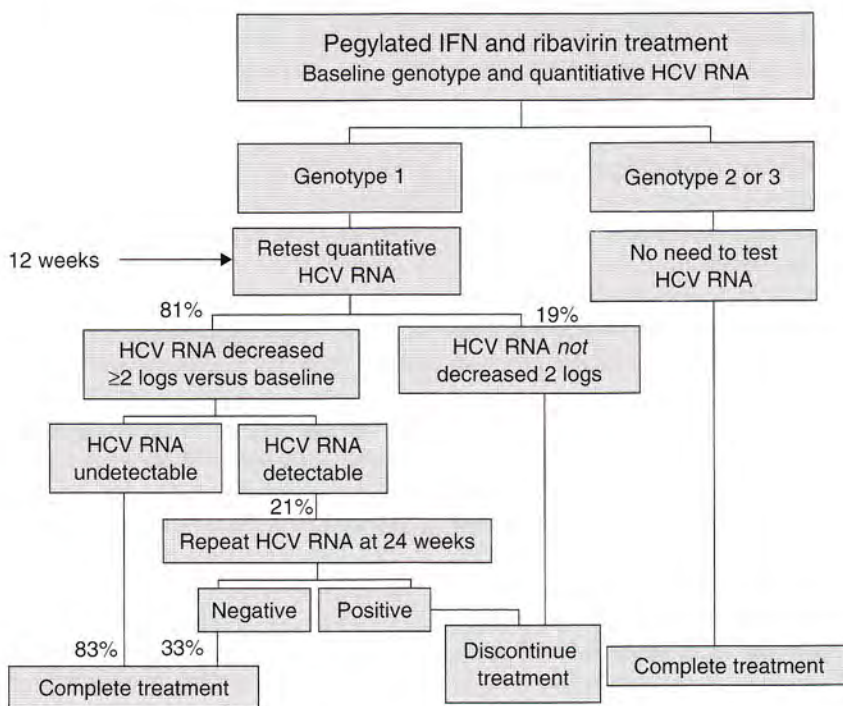 Pegylated IFN and ribavirin treatment
Baseline genotype and quantitiative HCV RNA
Genotype 1
Genotype 2 or 3
12 weeks
Retest quantitative
HCV RNA
No need to test
HCV RNA
81%
19%
HCV RNA decreased
≥2 logs versus baseline
HCV RNA not
decreased 2 logs
HCV RNA
undetectable
HCV RNA
detectable
21%
Repeat HCV RNA at 24 weeks
Negative
Positive
83%
33%
Complete treatment
Discontinue
treatment
Complete treatment